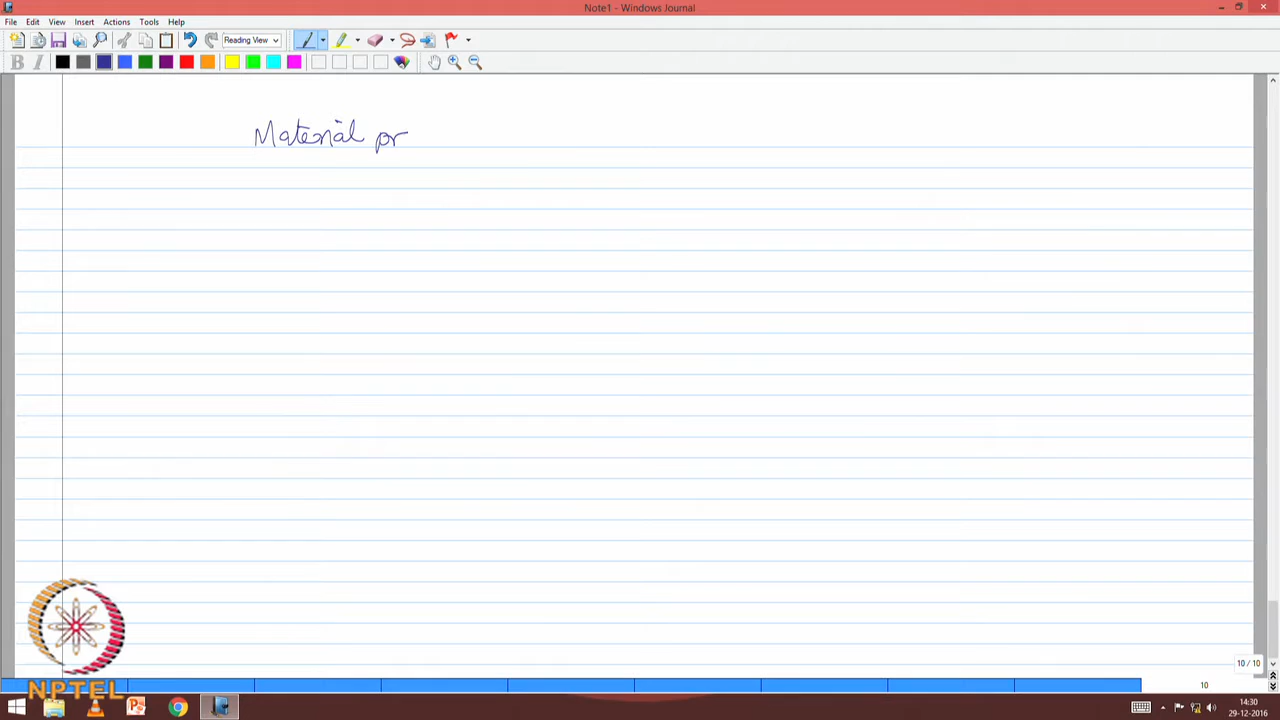 Note1 - Windows Journal
File Edit View Insert Actions Tools Help
Reading View
B I
Material pr
10 / 10
10
NPTEL
14:30
29-12-2016